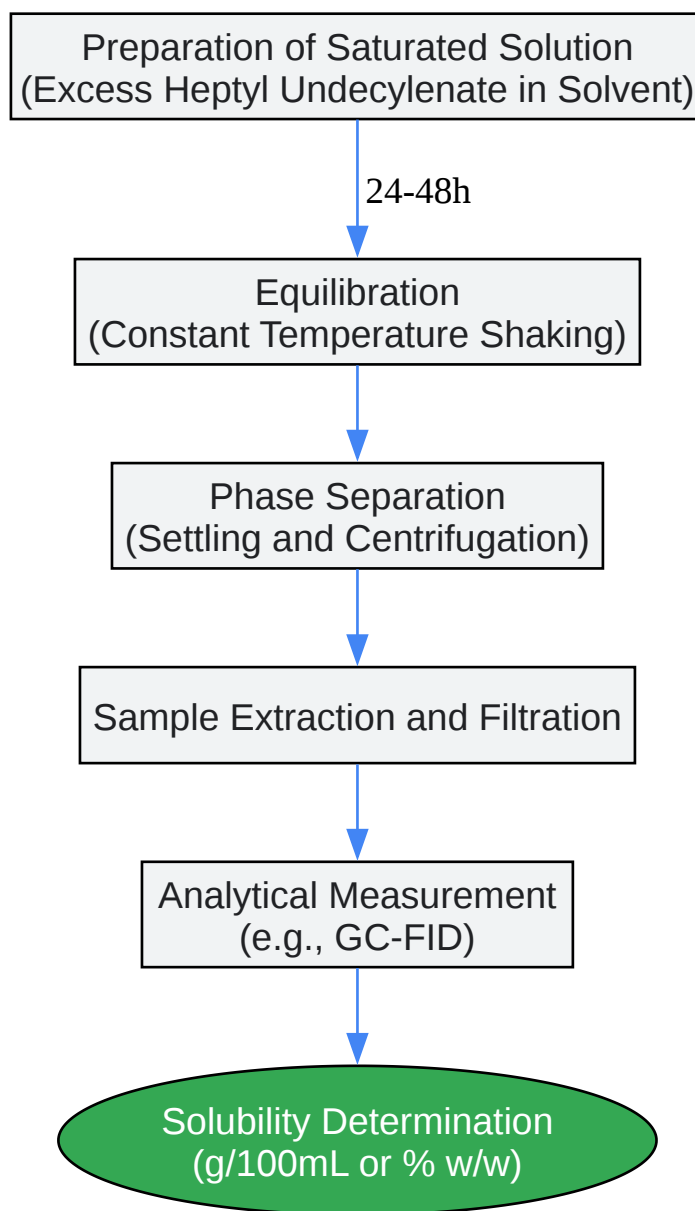 Preparation of Saturated Solution
(Excess Heptyl Undecylenate in Solvent)
24-48h
Equilibration
(Constant Temperature Shaking)
Phase Separation
(Settling and Centrifugation)
Sample Extraction and Filtration
Analytical Measurement
(e.g., GC-FID)
Solubility Determination
(g/100mL or % w/w)